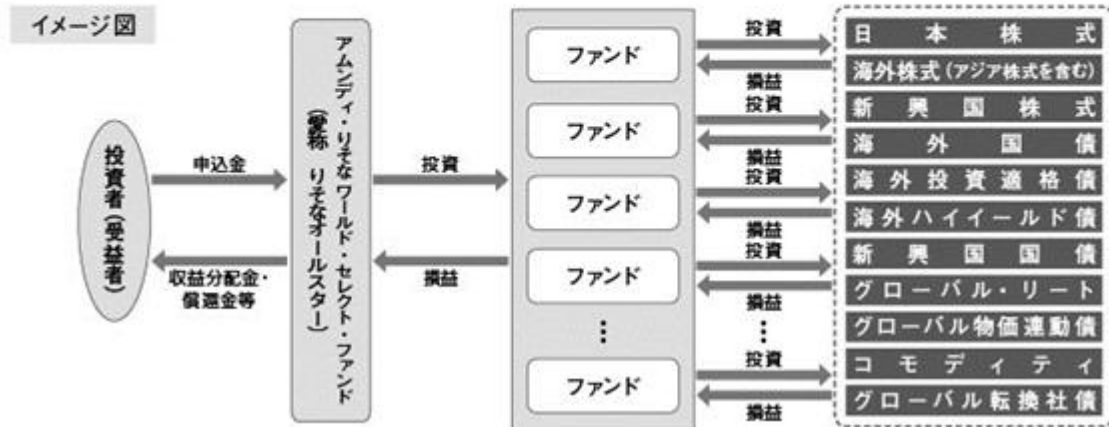 イメージ図
投資者(受益者)
申込金
収益分配金・
償還金等
アムンディ・りそなワールド・セレクト・ファンド
(愛称 りそなオールスター)
投資
損益
ファンド
ファンド
ファンド
ファンド
⋮
ファンド
投資
損益
投資
損益
投資
損益
投資
損益
⋮
投資
損益
日本株式
海外株式(アジア株式を含む)
新興国株式
海外国債
海外投資適格債
海外ハイイールド債
新興国国債
グローバル・リート
グローバル物価連動債
コモディティ
グローバル転換社債